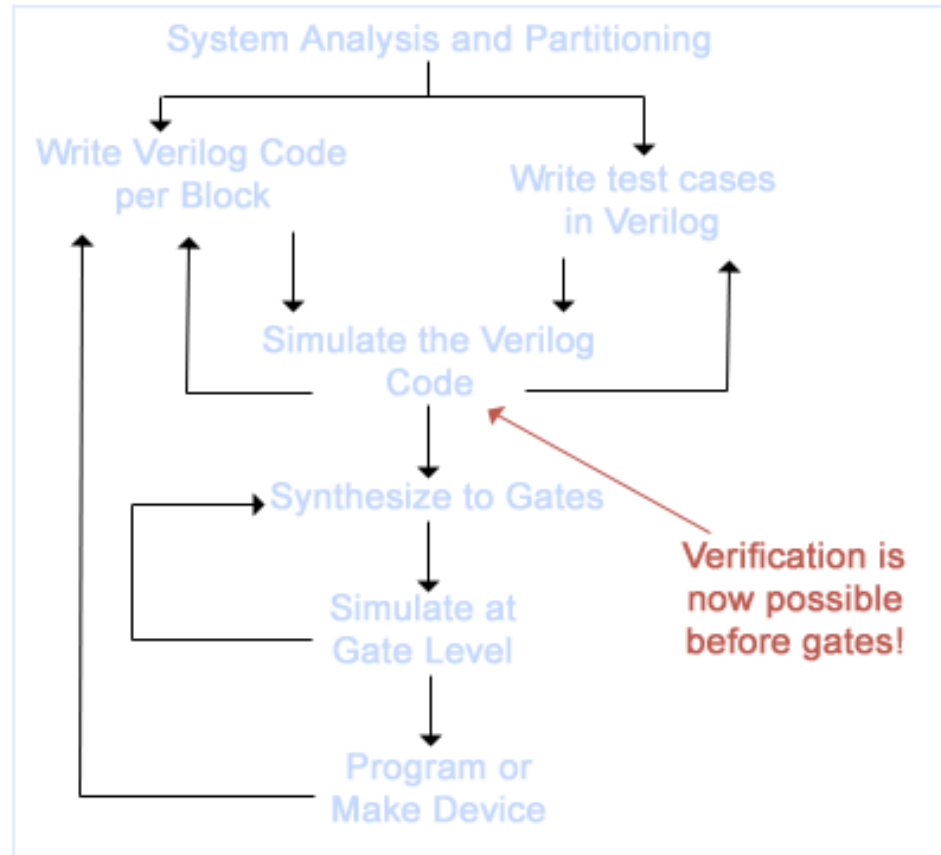 System Analysis and Partitioning
Write Verilog Code
per Block
Write test cases
in Verilog
Simulate the Verilog
Code
Synthesize to Gates
Verification is
now possible
before gates!
Simulate at
Gate Level
Program or
Make Device